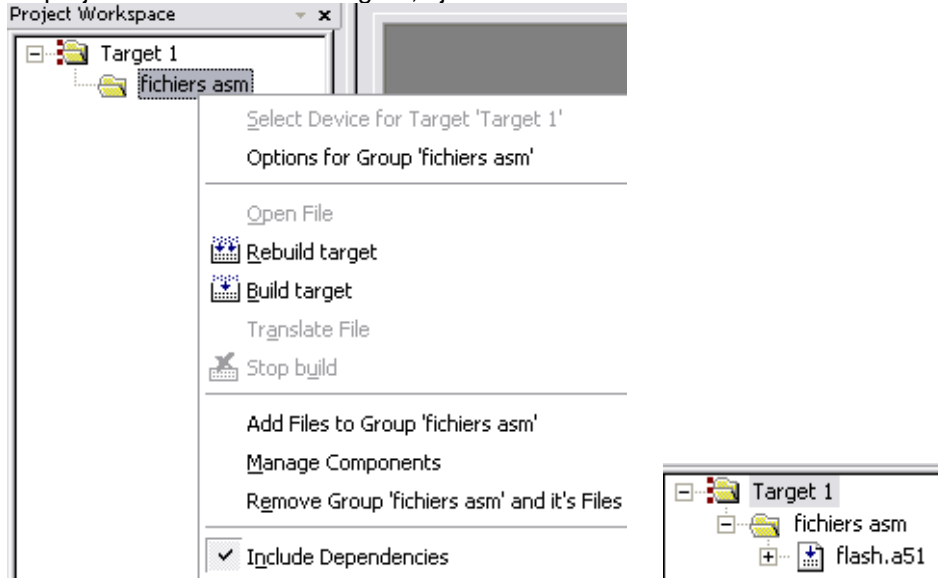 Project Workspace
Target 1
fichiers asm
Select Device for Target 'Target 1'
Options for Group 'fichiers asm'
Open File
Rebuild target
Build target
Translate File
Stop build
Add Files to Group 'fichiers asm'
Manage Components
Remove Group 'fichiers asm' and it's Files
Include Dependencies
Target 1
fichiers asm
flash.a51